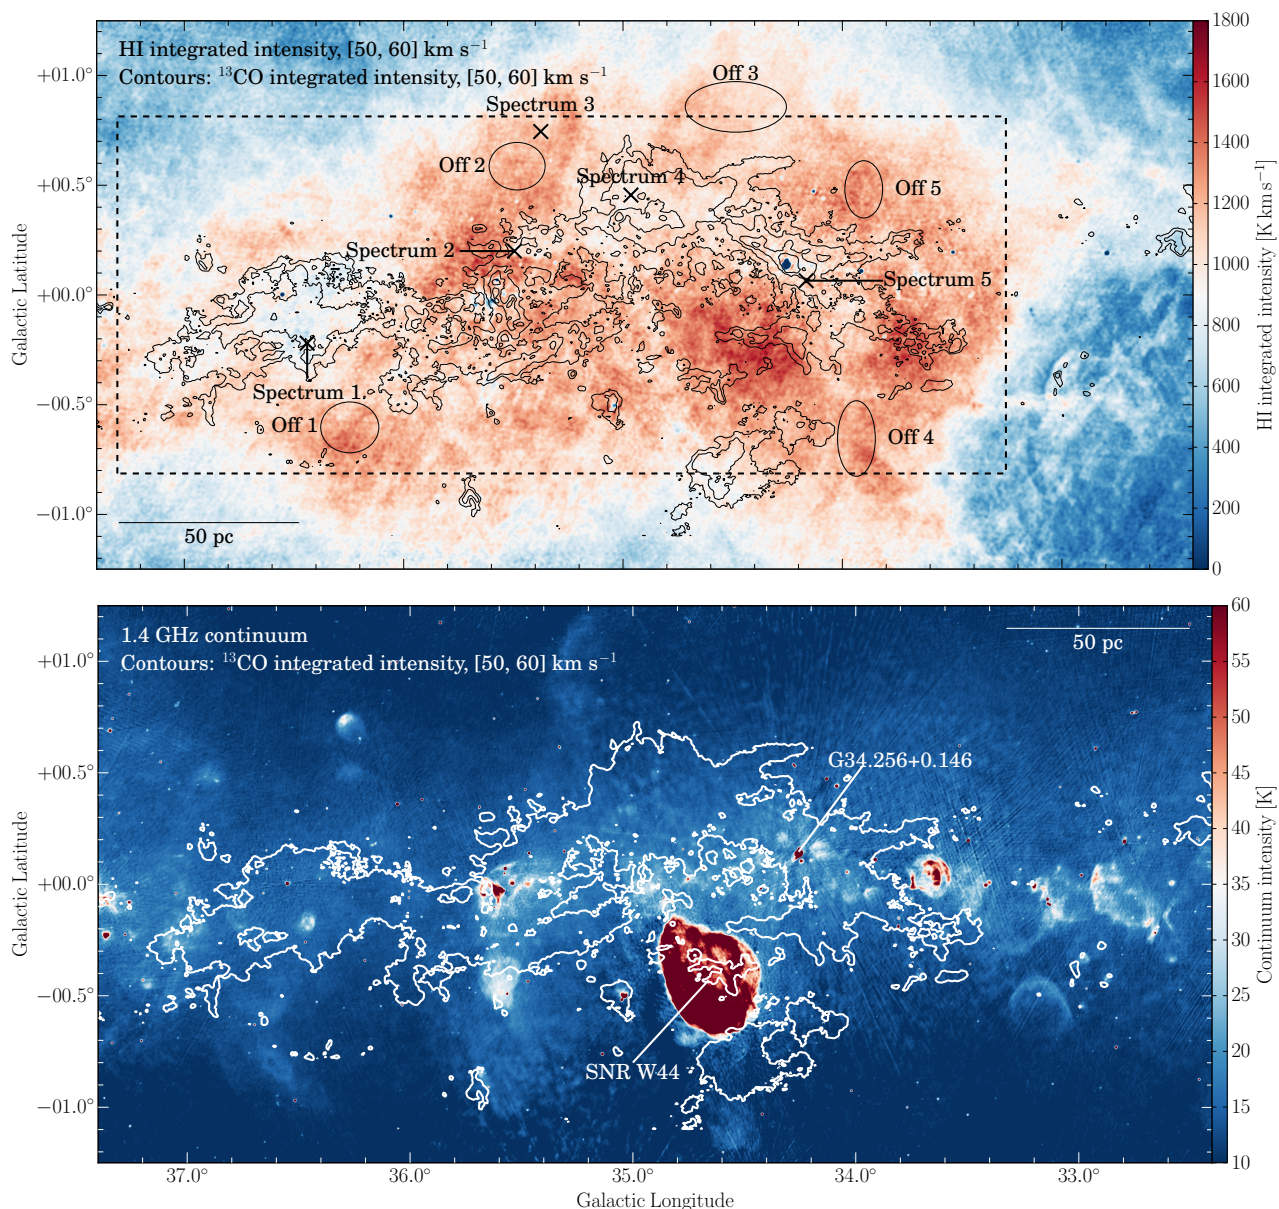 HI integrated intensity, [50, 60] km s⁻¹
Contours: ¹³CO integrated intensity, [50, 60] km s⁻¹
Off 3
Spectrum 3
Off 2
Spectrum 4
Off 5
Spectrum 2
Spectrum 5
Spectrum 1
Off 1
Off 4
50 pc
+01.0°
+00.5°
+00.0°
−00.5°
−01.0°
Galactic Latitude
1800
1600
1400
1200
1000
800
600
400
200
0
HI integrated intensity [K km s⁻¹]
1.4 GHz continuum
Contours: ¹³CO integrated intensity, [50, 60] km s⁻¹
50 pc
G34.256+0.146
SNR W44
+01.0°
+00.5°
+00.0°
−00.5°
−01.0°
Galactic Latitude
37.0°
36.0°
35.0°
34.0°
33.0°
Galactic Longitude
60
55
50
45
40
35
30
25
20
15
10
Continuum intensity [K]